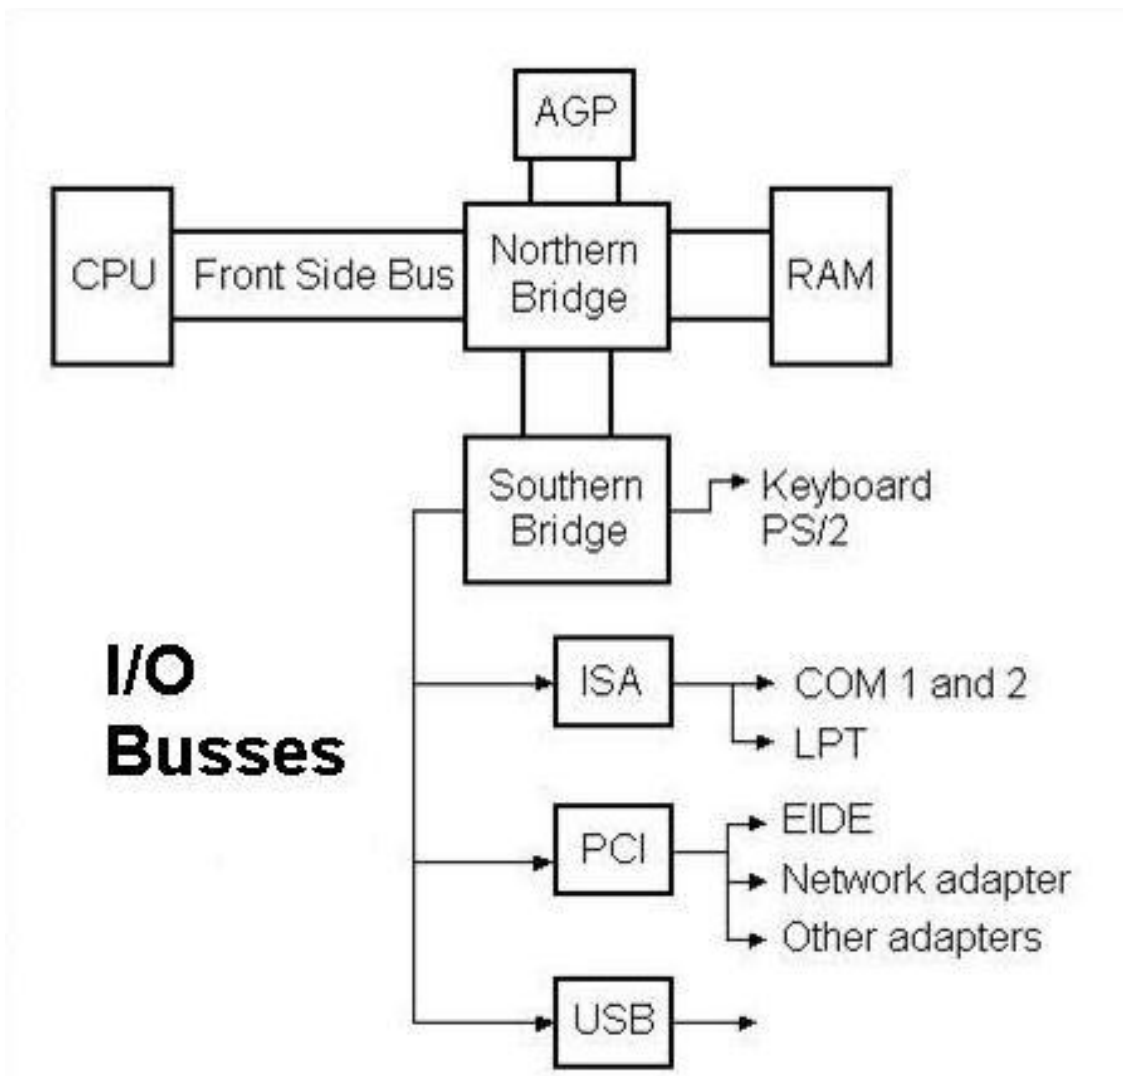 AGP
CPU
Front Side Bus
Northern
Bridge
RAM
Southern
Bridge
Keyboard
PS/2
I/O
Busses
ISA
COM 1 and 2
LPT
PCI
EIDE
Network adapter
Other adapters
USB